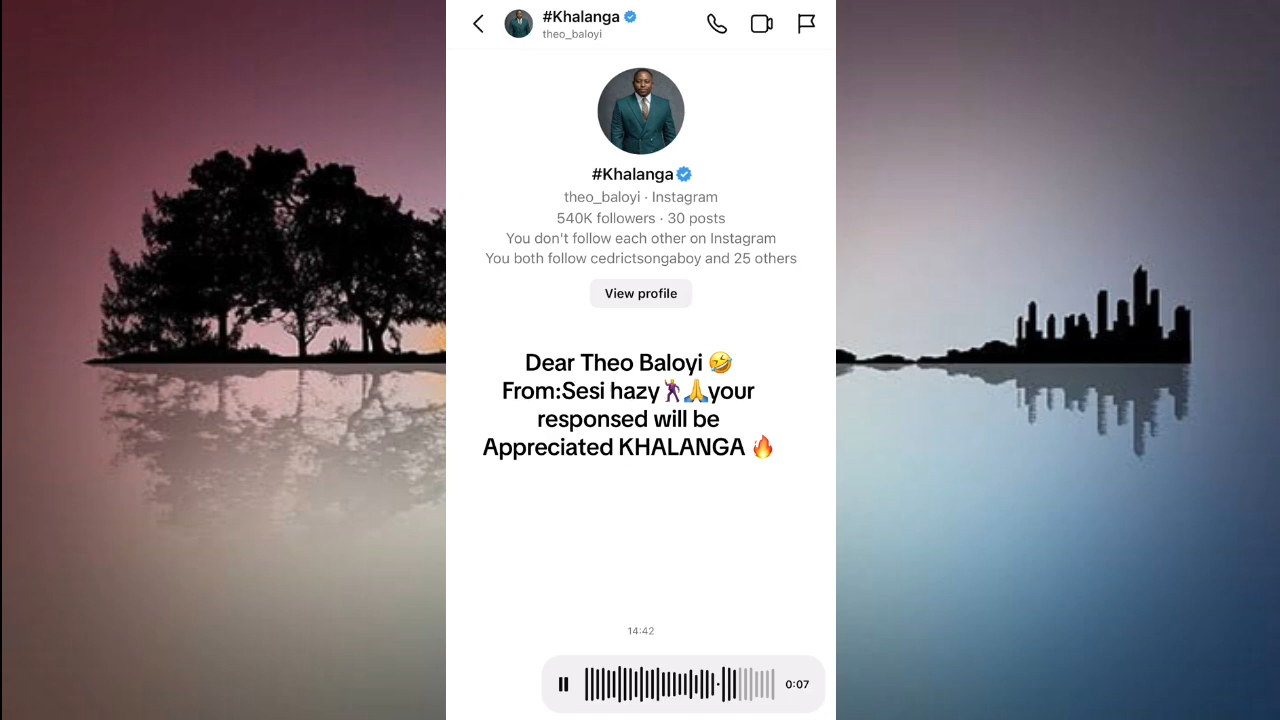 #Khalanga
theo_baloyi
#Khalanga
theo_baloyi · Instagram
540K followers · 30 posts
You don't follow each other on Instagram
You both follow cedrictsongaboy and 25 others
View profile
Dear Theo Baloyi 🤣
From:Sesi hazy🕺🙏your
responsed will be
Appreciated KHALANGA 🔥
14:42
0:07